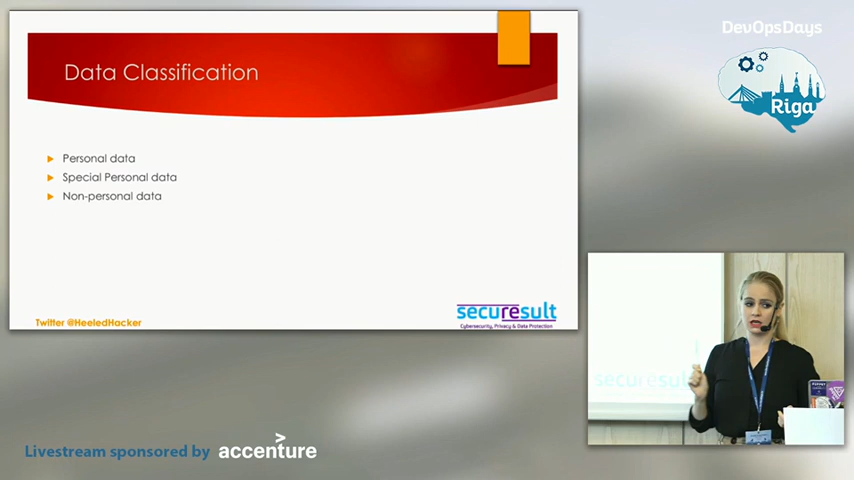 DevOpsDays
Riga
Data Classification
Personal data
Special Personal data
Non-personal data
Twitter @HeeledHacker
securesult
Cybersecurity, Privacy & Data Protection
securesult
Livestream sponsored by accenture